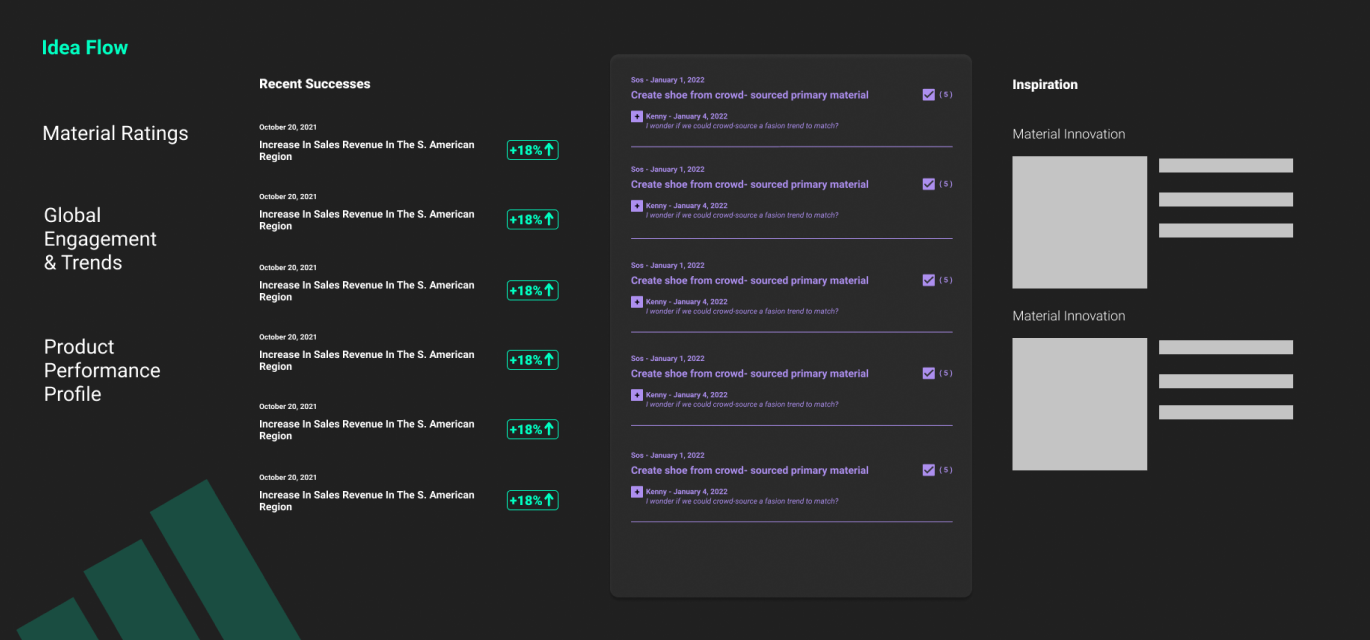 Idea Flow
Material Ratings
Global
Engagement
& Trends
Product
Performance
Profile
Recent Successes
October 20, 2021
Increase In Sales Revenue In The S. American
Region
+18%↑
October 20, 2021
Increase In Sales Revenue In The S. American
Region
+18%↑
October 20, 2021
Increase In Sales Revenue In The S. American
Region
+18%↑
October 20, 2021
Increase In Sales Revenue In The S. American
Region
+18%↑
October 20, 2021
Increase In Sales Revenue In The S. American
Region
+18%↑
October 20, 2021
Increase In Sales Revenue In The S. American
Region
+18%↑
Sos - January 1, 2022
Create shoe from crowd- sourced primary material
( 5 )
Kenny - January 4, 2022
I wonder if we could crowd-source a fasion trend to match?
Sos - January 1, 2022
Create shoe from crowd- sourced primary material
( 5 )
Kenny - January 4, 2022
I wonder if we could crowd-source a fasion trend to match?
Sos - January 1, 2022
Create shoe from crowd- sourced primary material
( 5 )
Kenny - January 4, 2022
I wonder if we could crowd-source a fasion trend to match?
Sos - January 1, 2022
Create shoe from crowd- sourced primary material
( 5 )
Kenny - January 4, 2022
I wonder if we could crowd-source a fasion trend to match?
Sos - January 1, 2022
Create shoe from crowd- sourced primary material
( 5 )
Kenny - January 4, 2022
I wonder if we could crowd-source a fasion trend to match?
Inspiration
Material Innovation
Material Innovation